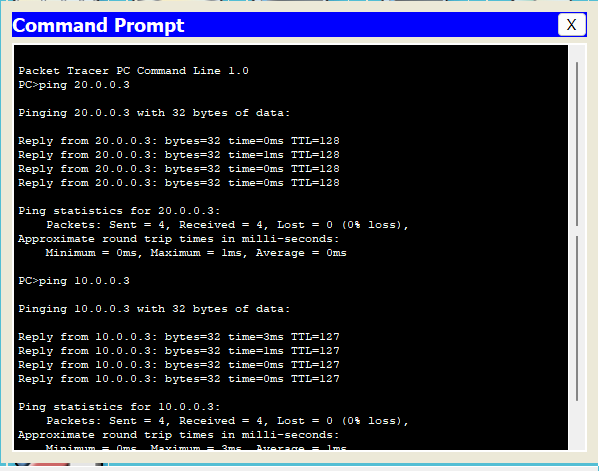 Command Prompt
X
Packet Tracer PC Command Line 1.0
PC>ping 20.0.0.3
Pinging 20.0.0.3 with 32 bytes of data:
Reply from 20.0.0.3: bytes=32 time=0ms TTL=128
Reply from 20.0.0.3: bytes=32 time=1ms TTL=128
Reply from 20.0.0.3: bytes=32 time=0ms TTL=128
Reply from 20.0.0.3: bytes=32 time=0ms TTL=128
Ping statistics for 20.0.0.3:
Packets: Sent = 4, Received = 4, Lost = 0 (0% loss),
Approximate round trip times in milli-seconds:
Minimum = 0ms, Maximum = 1ms, Average = 0ms
PC>ping 10.0.0.3
Pinging 10.0.0.3 with 32 bytes of data:
Reply from 10.0.0.3: bytes=32 time=3ms TTL=127
Reply from 10.0.0.3: bytes=32 time=1ms TTL=127
Reply from 10.0.0.3: bytes=32 time=0ms TTL=127
Reply from 10.0.0.3: bytes=32 time=0ms TTL=127
Ping statistics for 10.0.0.3:
Packets: Sent = 4, Received = 4, Lost = 0 (0% loss),
Approximate round trip times in milli-seconds:
Minimum = 0ms, Maximum = 3ms, Average = 1ms